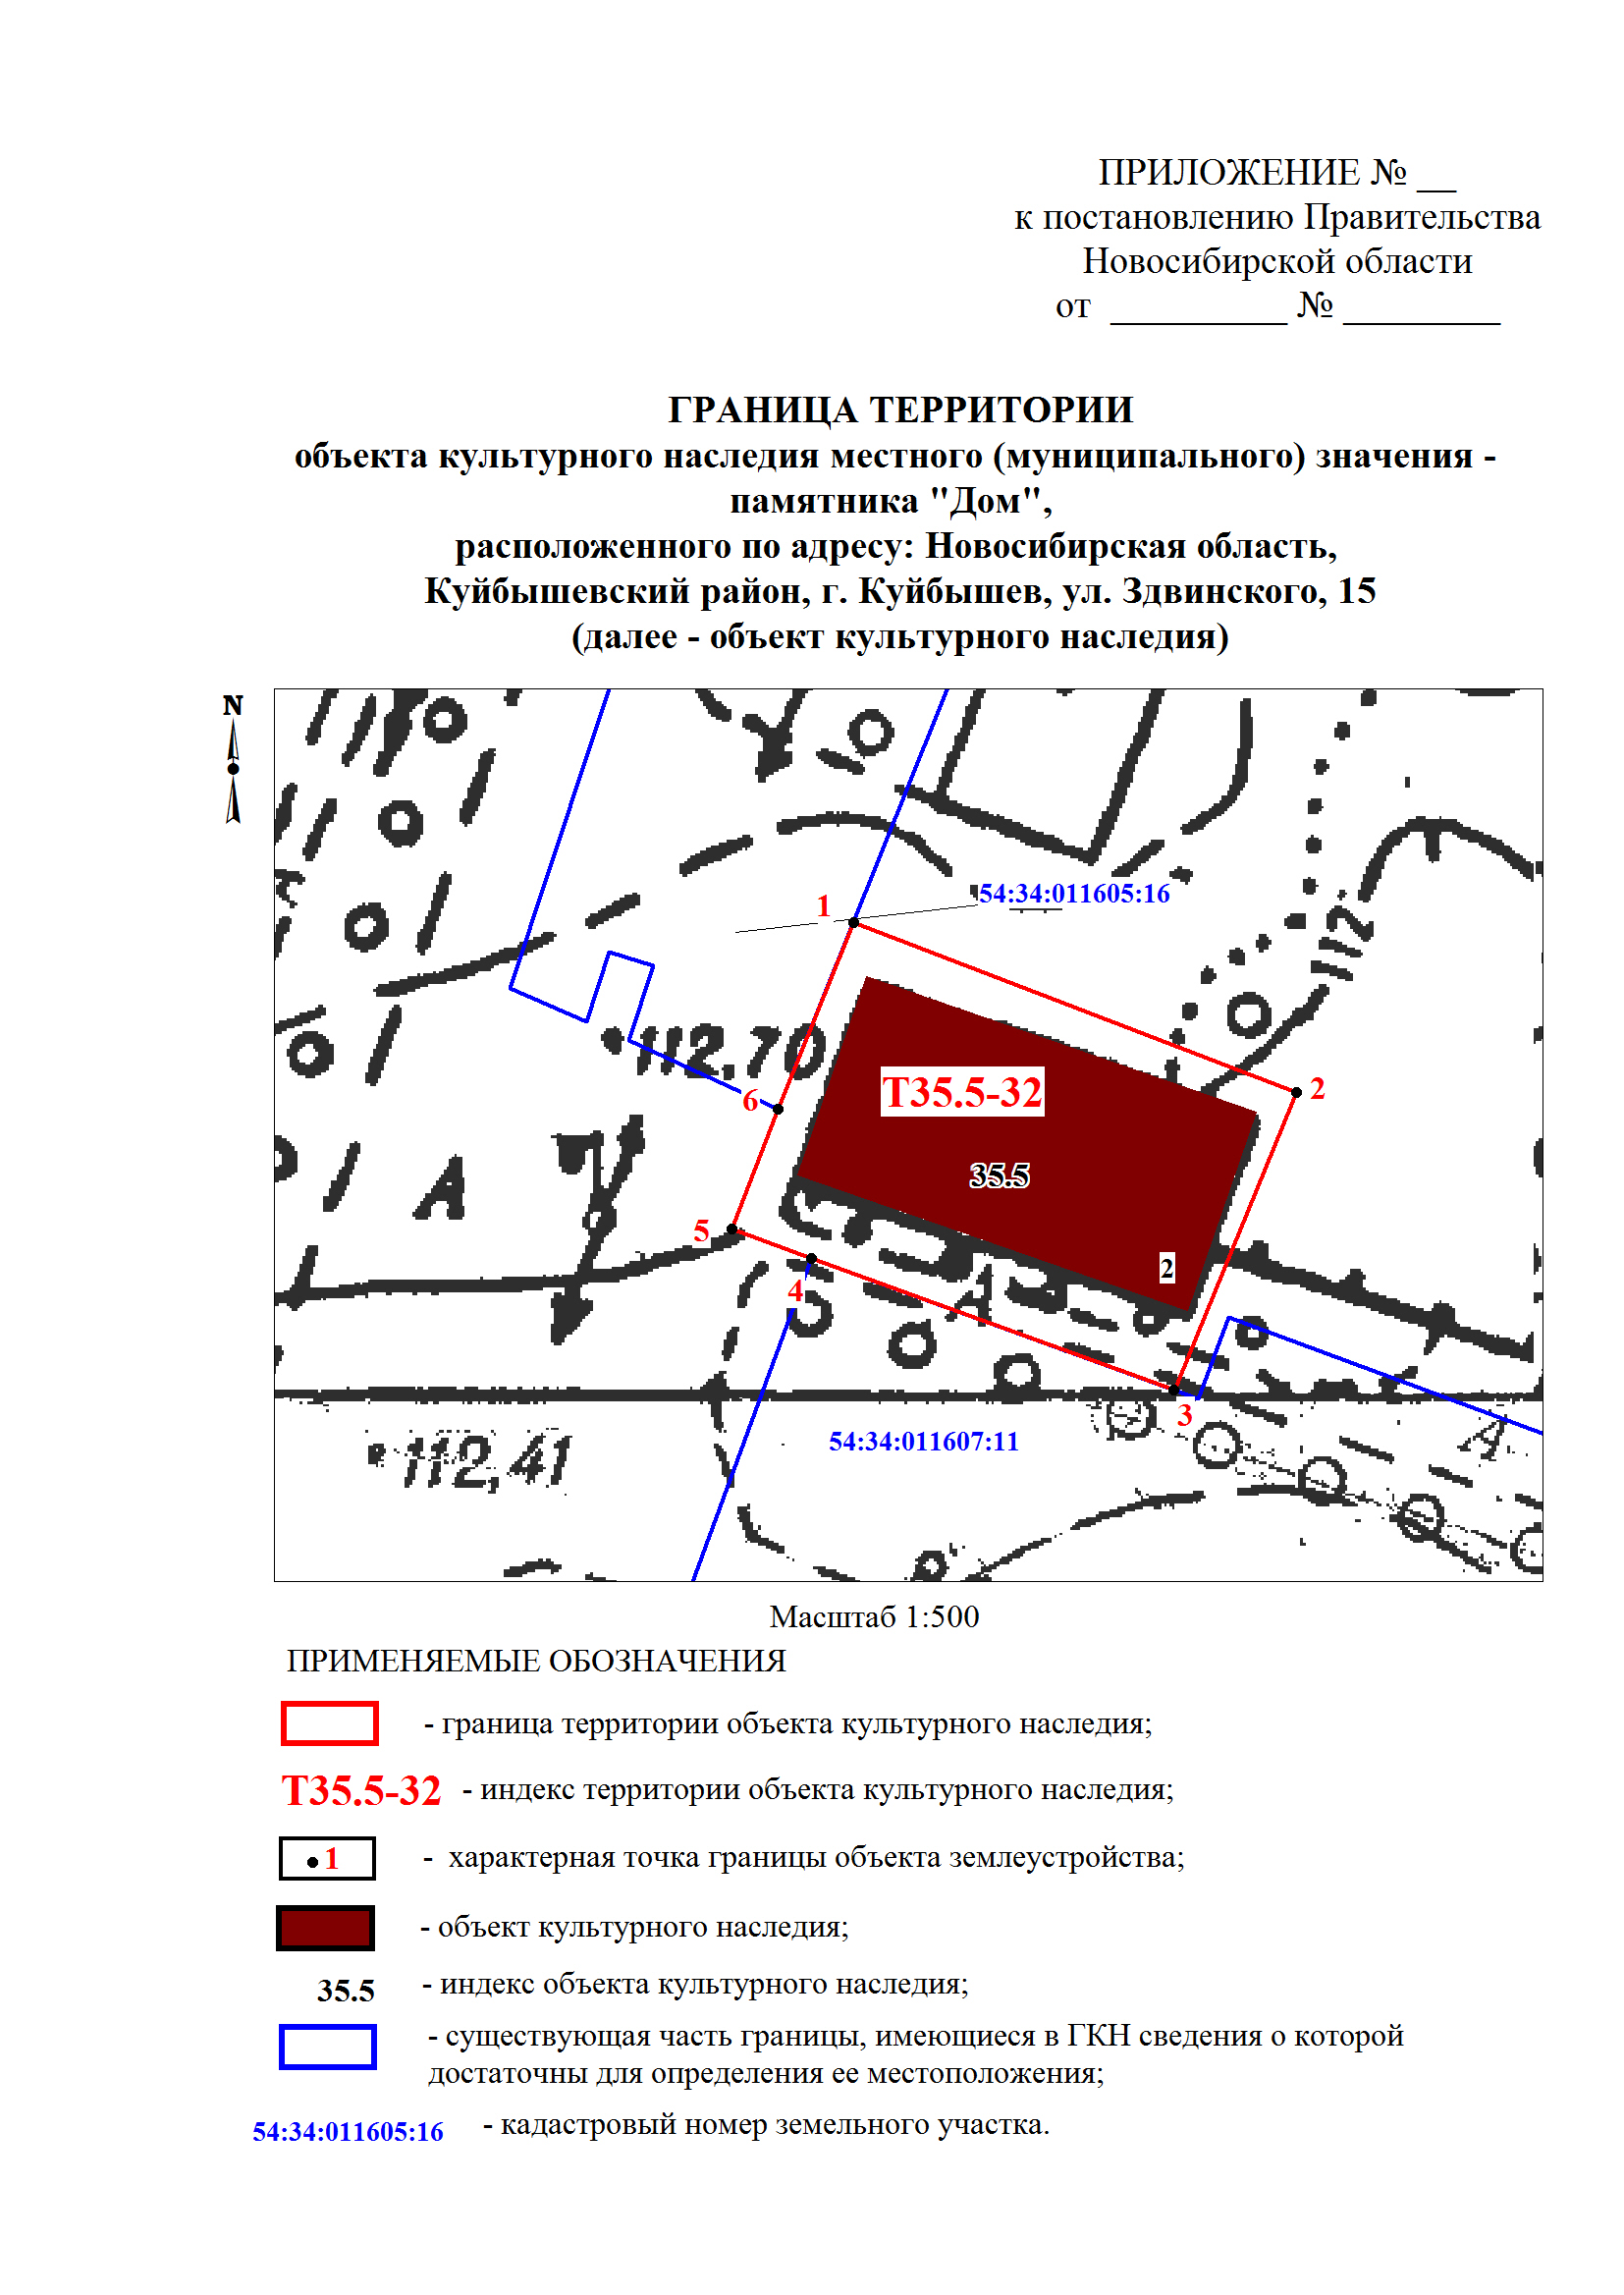 ПРИЛОЖЕНИЕ № __
к постановлению Правительства
Новосибирской области
от _________ № ________
ГРАНИЦА ТЕРРИТОРИИ
объекта культурного наследия местного (муниципального) значения -
памятника "Дом",
расположенного по адресу: Новосибирская область,
Куйбышевский район, г. Куйбышев, ул. Здвинского, 15
(далее - объект культурного наследия)
N
54:34:011605:16
1
112
112.70
2
Т35.5-32
6
35.5
А
5
2
4
3
54:34:011607:11
112,41
Масштаб 1:500
ПРИМЕНЯЕМЫЕ ОБОЗНАЧЕНИЯ
- граница территории объекта культурного наследия;
Т35.5-32 - индекс территории объекта культурного наследия;
1 - характерная точка границы объекта землеустройства;
- объект культурного наследия;
35.5 - индекс объекта культурного наследия;
- существующая часть границы, имеющиеся в ГКН сведения о которой
достаточны для определения ее местоположения;
54:34:011605:16 - кадастровый номер земельного участка.